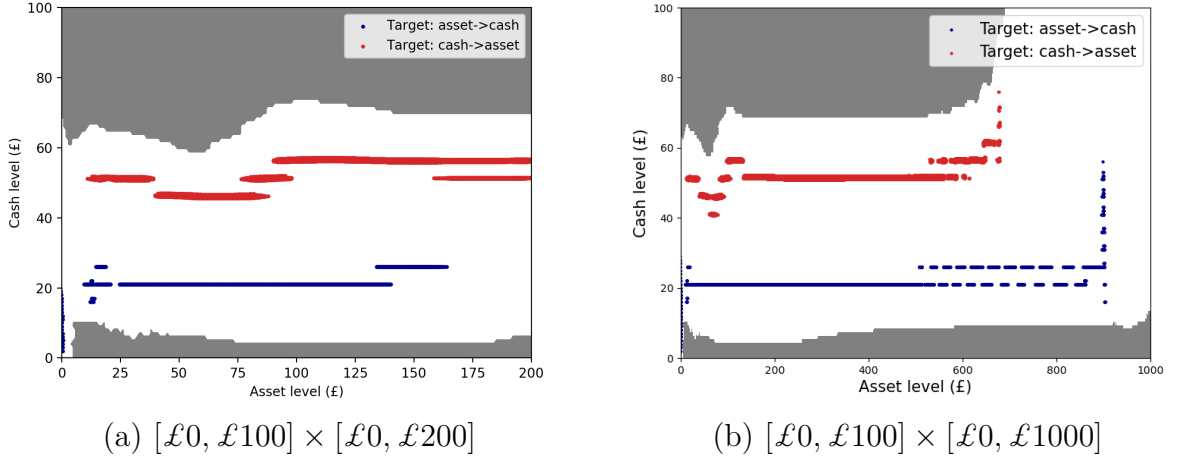 100
80
60
40
20
0
Cash level (£)
Target: asset->cash
Target: cash->asset
0 25 50 75 100 125 150 175 200
Asset level (£)
(a) [£0, £100] × [£0, £200]
100
80
60
40
20
0
Cash level (£)
Target: asset->cash
Target: cash->asset
0 200 400 600 800 1000
Asset level (£)
(b) [£0, £100] × [£0, £1000]